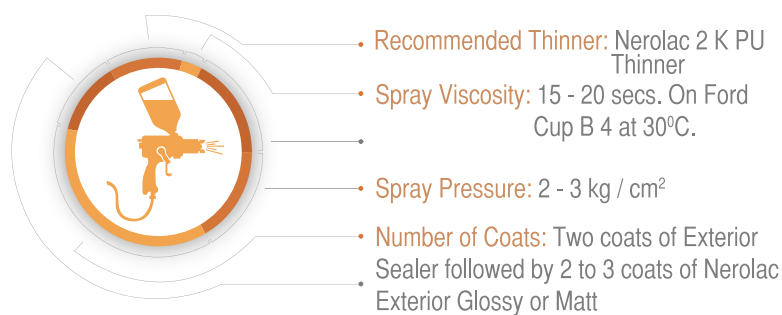 Recommended Thinner: Nerolac 2 K PU
Thinner
Spray Viscosity: 15 - 20 secs. On Ford
Cup B 4 at 30⁰C.
Spray Pressure: 2 - 3 kg / cm²
Number of Coats: Two coats of Exterior
Sealer followed by 2 to 3 coats of Nerolac
Exterior Glossy or Matt